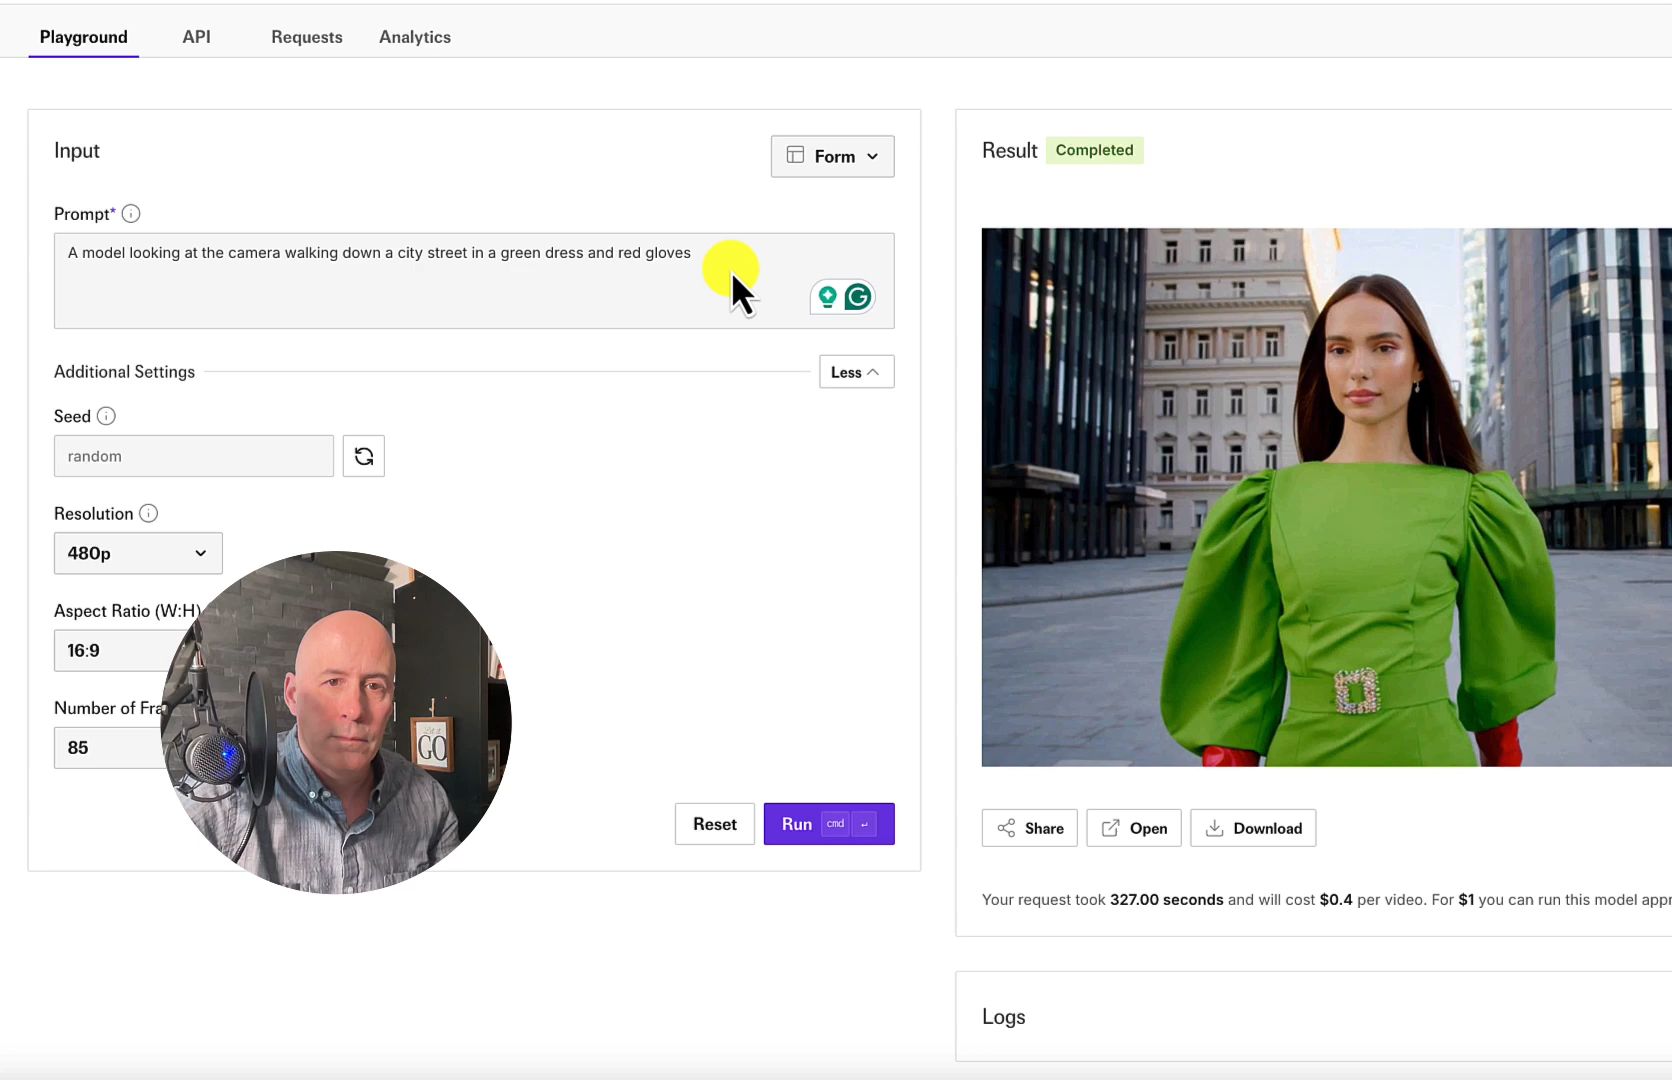 Playground API Requests Analytics
Input
Form
Prompt*
A model looking at the camera walking down a city street in a green dress and red gloves
Additional Settings
Less
Seed
random
Resolution
480p
Aspect Ratio (W:H)
16:9
Number of Fra
85
GO
Reset
Run cmd
Result Completed
Share Open Download
Your request took 327.00 seconds and will cost $0.4 per video. For $1 you can run this model appr
Logs